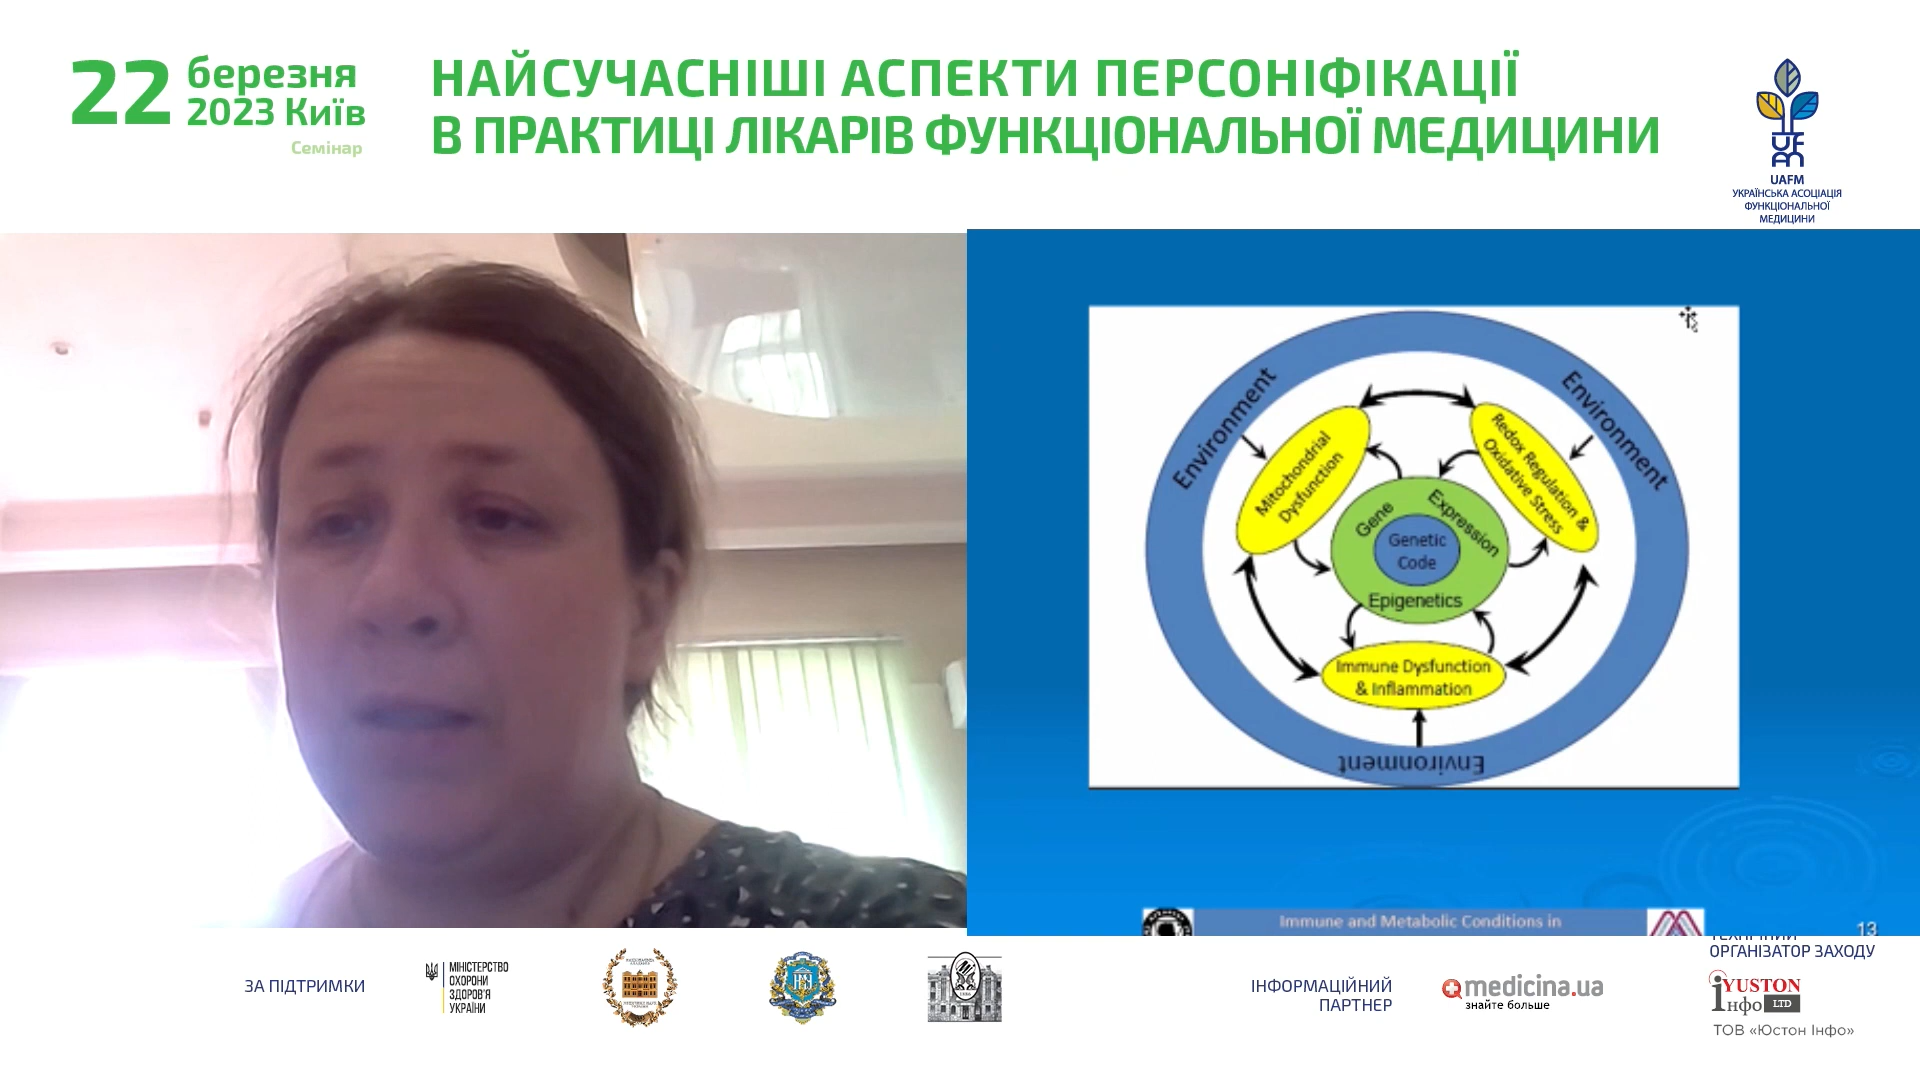 22 березня
2023 Київ
Семінар
НАЙСУЧАСНІШІ АСПЕКТИ ПЕРСОНІФІКАЦІЇ
В ПРАКТИЦІ ЛІКАРІВ ФУНКЦІОНАЛЬНОЇ МЕДИЦИНИ
UAFM
УКРАЇНСЬКА АСОЦІАЦІЯ
ФУНКЦІОНАЛЬНОЇ
МЕДИЦИНИ
Environment
Environment
Mitochondrial
Dysfunction
Redox Regulation &
Oxidative Stress
Gene Expression
Genetic
Code
Epigenetics
Immune Dysfunction
& Inflammation
Environment
Immune and Metabolic Conditions in
13
ЗА ПІДТРИМКИ
МІНІСТЕРСТВО
ОХОРОНИ
ЗДОРОВ'Я
УКРАЇНИ
ІНФОРМАЦІЙНИЙ
ПАРТНЕР
medicina.ua
знайте больше
ТЕХНІЧНИЙ
ОРГАНІЗАТОР ЗАХОДУ
YUSTON
Інфо LTD
ТОВ «Юстон Інфо»